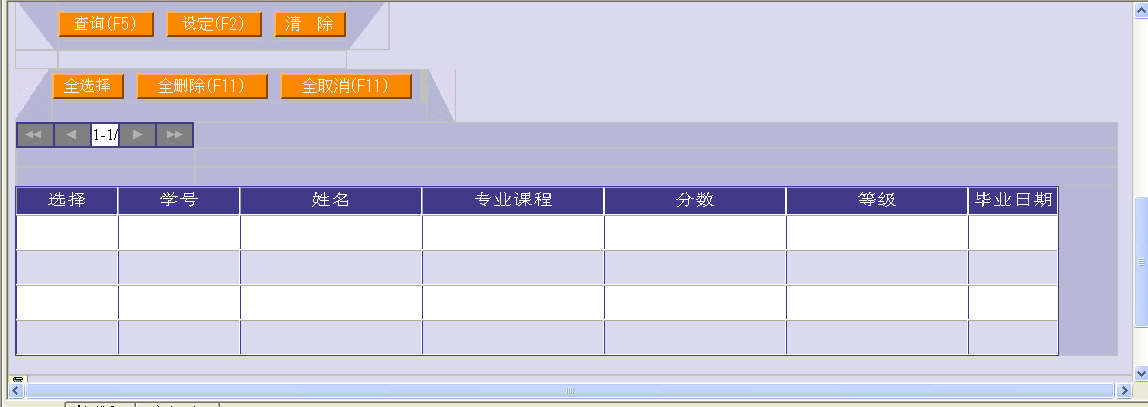 查询(F5) 设定(F2) 清 除
全选择 全删除(F11) 全取消(F11)
1-1/
选择 学号 姓名 专业课程 分数 等级 毕业日期